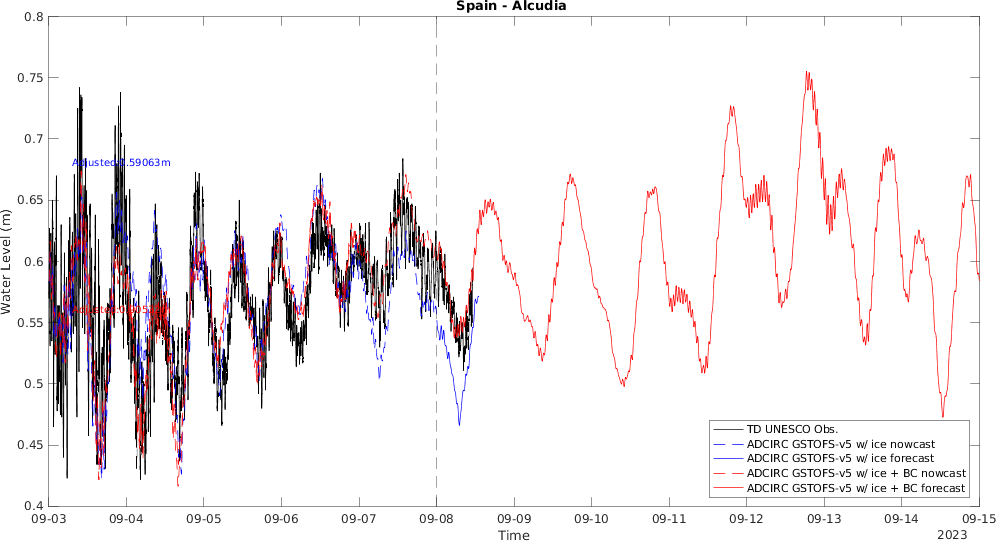 Spain - Alcudia
Water Level (m)
0.8
0.75
0.7
0.65
0.6
0.55
0.5
0.45
0.4
09-03
09-04
09-05
09-06
09-07
09-08
09-09
09-10
09-11
09-12
09-13
09-14
09-15
Time
2023
TD UNESCO Obs.
ADCIRC GSTOFS-v5 w/ ice nowcast
ADCIRC GSTOFS-v5 w/ ice forecast
ADCIRC GSTOFS-v5 w/ ice + BC nowcast
ADCIRC GSTOFS-v5 w/ ice + BC forecast